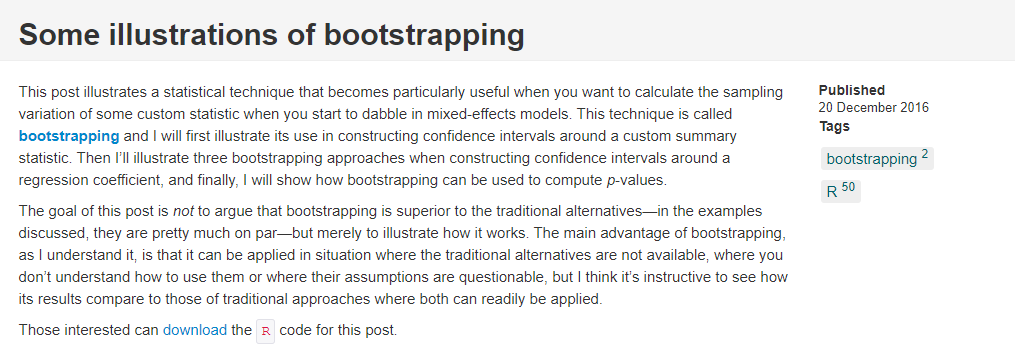 Some illustrations of bootstrapping
This post illustrates a statistical technique that becomes particularly useful when you want to calculate the sampling
variation of some custom statistic when you start to dabble in mixed-effects models. This technique is called
bootstrapping and I will first illustrate its use in constructing confidence intervals around a custom summary
statistic. Then I’ll illustrate three bootstrapping approaches when constructing confidence intervals around a
regression coefficient, and finally, I will show how bootstrapping can be used to compute p-values.
The goal of this post is not to argue that bootstrapping is superior to the traditional alternatives—in the examples
discussed, they are pretty much on par—but merely to illustrate how it works. The main advantage of bootstrapping,
as I understand it, is that it can be applied in situation where the traditional alternatives are not available, where you
don’t understand how to use them or where their assumptions are questionable, but I think it’s instructive to see how
its results compare to those of traditional approaches where both can readily be applied.
Those interested can download the R code for this post.
Published
20 December 2016
Tags
bootstrapping 2
R 50